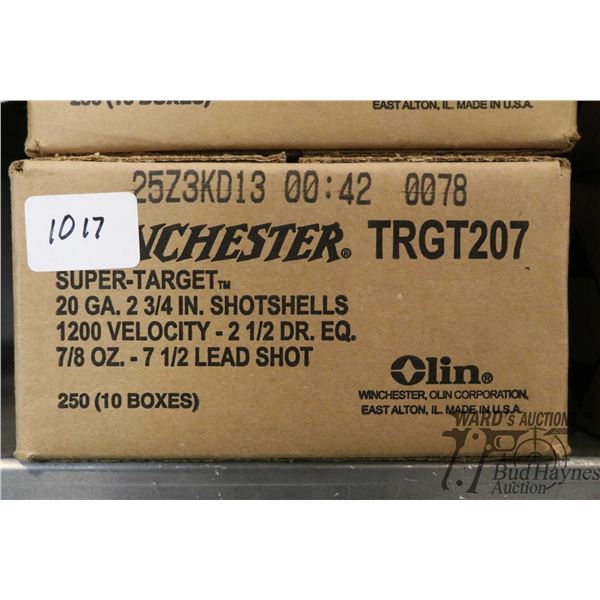 250 (10 BOXES)
EAST ALTON, IL. MADE IN U.S.A.
25Z3KD13 00:42 0078
1017
NCHESTER® TRGT207
SUPER-TARGET™
20 GA. 2 3/4 IN. SHOTSHELLS
1200 VELOCITY - 2 1/2 DR. EQ.
7/8 OZ. - 7 1/2 LEAD SHOT
Olin®
250 (10 BOXES)
WINCHESTER, OLIN CORPORATION,
EAST ALTON, IL. MADE IN U.S.A.
WARD'S AUCTIONS
BudHaynes
Auction